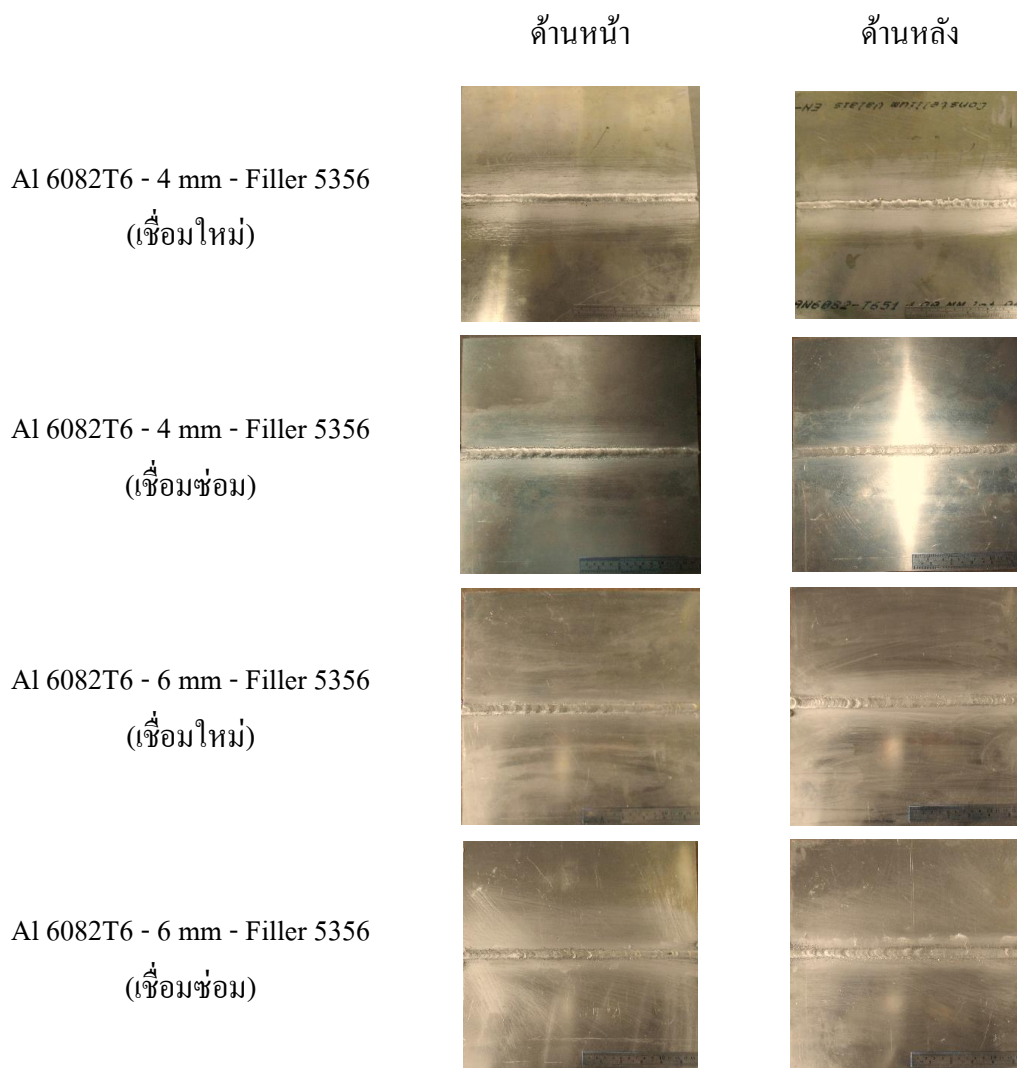 ด้านหน้า ด้านหลัง
Constellium Valais EN-
Al 6082T6 - 4 mm - Filler 5356
(เชื่อมใหม่)
Al 6082T6 - 4 mm - Filler 5356
(เชื่อมซ่อม)
Al 6082T6 - 6 mm - Filler 5356
(เชื่อมใหม่)
Al 6082T6 - 6 mm - Filler 5356
(เชื่อมซ่อม)